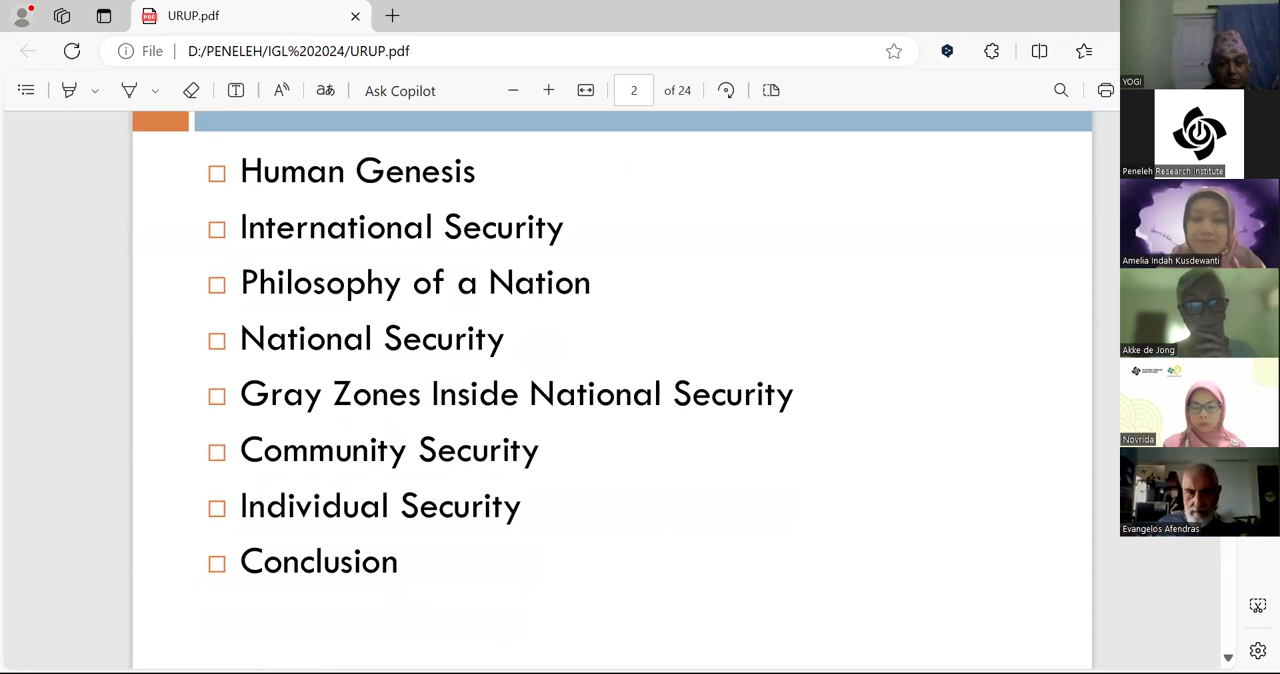 URUP.pdf
File
D:/PENELEH/IGL%202024/URUP.pdf
Ask Copilot
2
of 24
Human Genesis
International Security
Philosophy of a Nation
National Security
Gray Zones Inside National Security
Community Security
Individual Security
Conclusion
YOGI
Peneleh Research Institute
Amelia Indah Kusdewanti
Akke de Jong
Novrida
Evangelos Afendras